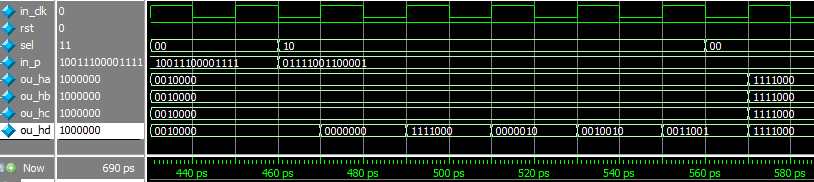 in_clk 0
rst 0
sel 11 00 10 00
in_p 10011100001111 10011100001111 01111001100001
ou_ha 1000000 0010000 1111000
ou_hb 1000000 0010000 1111000
ou_hc 1000000 0010000 1111000
ou_hd 1000000 0010000 0000000 1111000 0000010 0010010 0011001 1111000
Now 690 ps 440 ps 460 ps 480 ps 500 ps 520 ps 540 ps 560 ps 580 ps